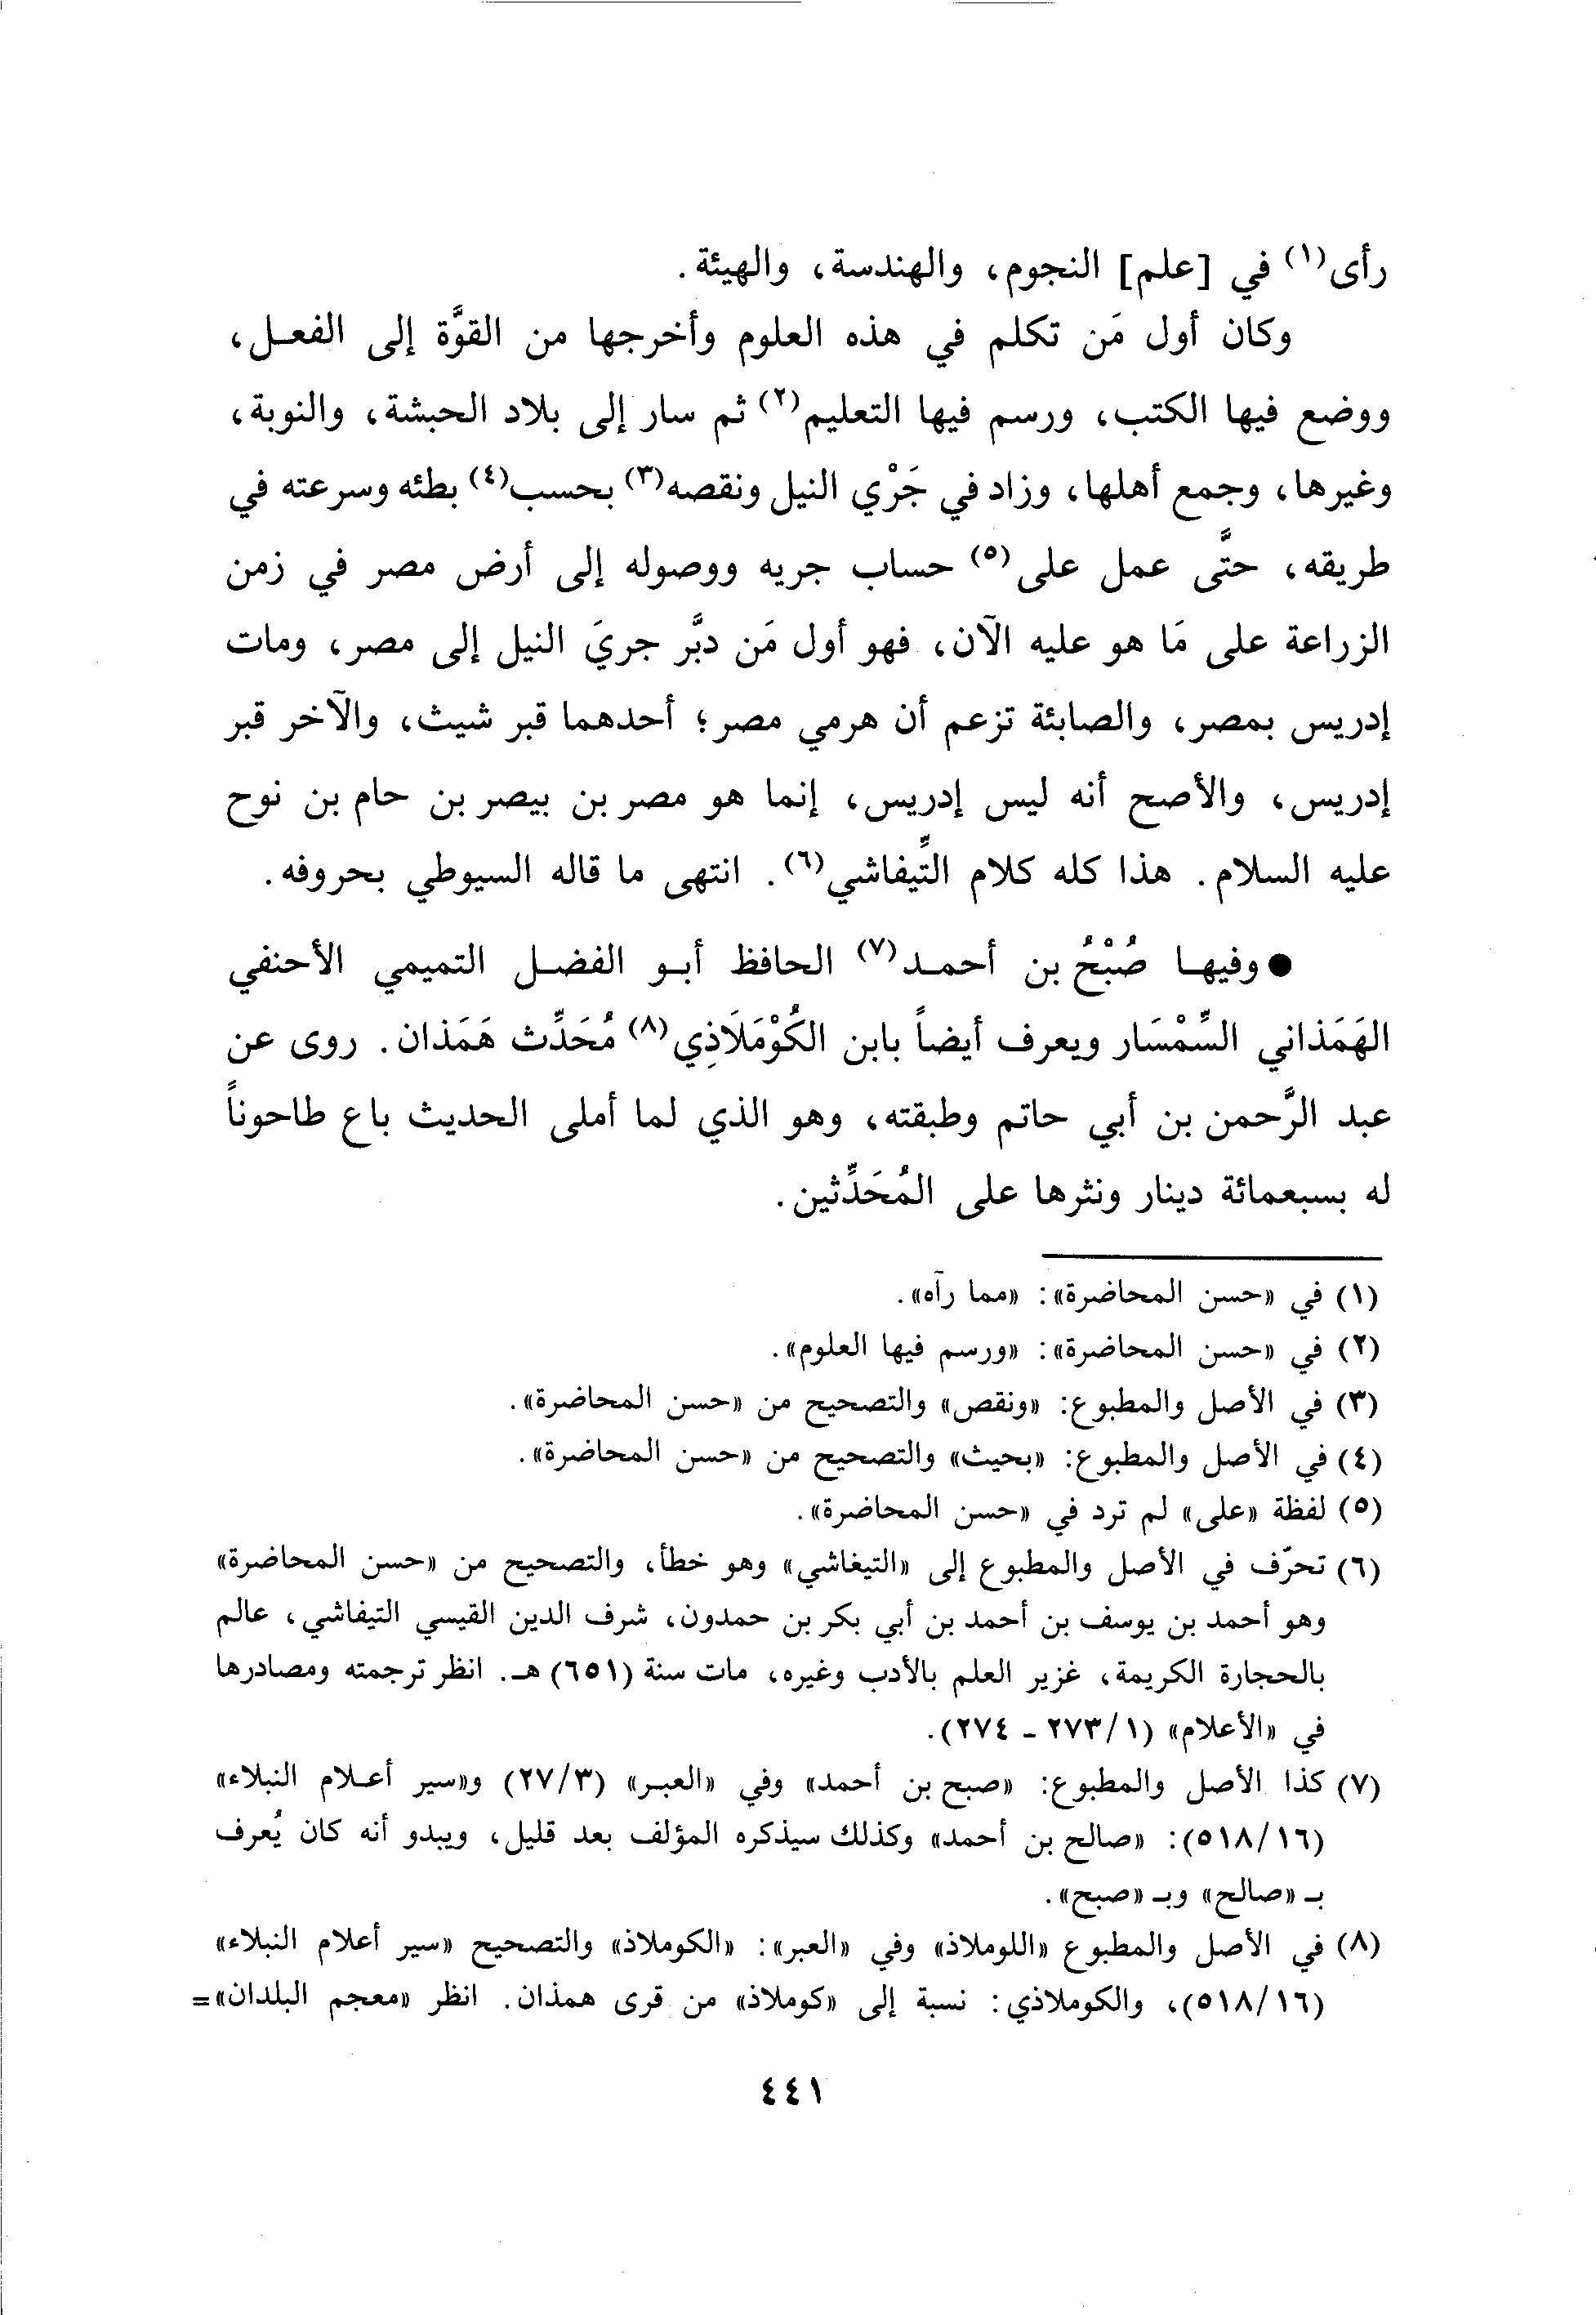 رأى(١) في [علم] النجوم، والهندسة، والهيئة.
وكان أول مَن تكلم في هذه العلوم وأخرجها من القوَّة إلى الفعل،
ووضع فيها الكتب، ورسم فيها التعليم(٢) ثم سار إلى بلاد الحبشة، والنوبة،
وغيرها، وجمع أهلها، وزاد في جَرْي النيل ونقصه(٣) بحسب(٤) بطئه وسرعته في
طريقه، حتَّى عمل على(٥) حساب جريه ووصوله إلى أرض مصر في زمن
الزراعة على مَا هو عليه الآن، فهو أول مَن دبَّر جريَ النيل إلى مصر، ومات
إدريس بمصر، والصابئة تزعم أن هرمي مصر؛ أحدهما قبر شيث، والآخر قبر
إدريس، والأصح أنه ليس إدريس، إنما هو مصر بن بيصر بن حام بن نوح
عليه السلام. هذا كله كلام التِّيفاشي(٦). انتهى ما قاله السيوطي بحروفه.
● وفيها صُبْحُ بن أحمد(٧) الحافظ أبو الفضل التميمي الأحنفي
الهَمَذاني السِّمْسَار ويعرف أيضاً بابن الكُوْمَلَاذِي(٨) مُحَدِّث هَمَذان. روى عن
عبد الرَّحمن بن أبي حاتم وطبقته، وهو الذي لما أملى الحديث باع طاحوناً
له بسبعمائة دينار ونثرها على المُحَدِّثين.
(١) في «حسن المحاضرة»: «مما رآه».
(٢) في «حسن المحاضرة»: «ورسم فيها العلوم».
(٣) في الأصل والمطبوع: «ونقص» والتصحيح من «حسن المحاضرة».
(٤) في الأصل والمطبوع: «بحيث» والتصحيح من «حسن المحاضرة».
(٥) لفظة «على» لم ترد في «حسن المحاضرة».
(٦) تحرّف في الأصل والمطبوع إلى «التيغاشي» وهو خطأ، والتصحيح من «حسن المحاضرة»
وهو أحمد بن يوسف بن أحمد بن أبي بكر بن حمدون، شرف الدين القيسي التيفاشي، عالم
بالحجارة الكريمة، غزير العلم بالأدب وغيره، مات سنة (٦٥١) هـ. انظر ترجمته ومصادرها
في «الأعلام» (١/٢٧٣ - ٢٧٤).
(٧) كذا الأصل والمطبوع: «صبح بن أحمد» وفي «العبر» (٣/٢٧) و«سير أعلام النبلاء»
(١٦/٥١٨): «صالح بن أحمد» وكذلك سيذكره المؤلف بعد قليل، ويبدو أنه كان يُعرف
بـ «صالح» وبـ «صبح».
(٨) في الأصل والمطبوع «اللوملاذ» وفي «العبر»: «الكوملاذ» والتصحيح «سير أعلام النبلاء»
(١٦/٥١٨)، والكوملاذي: نسبة إلى «كوملاذ» من قرى همذان. انظر «معجم البلدان»=
٤٤١